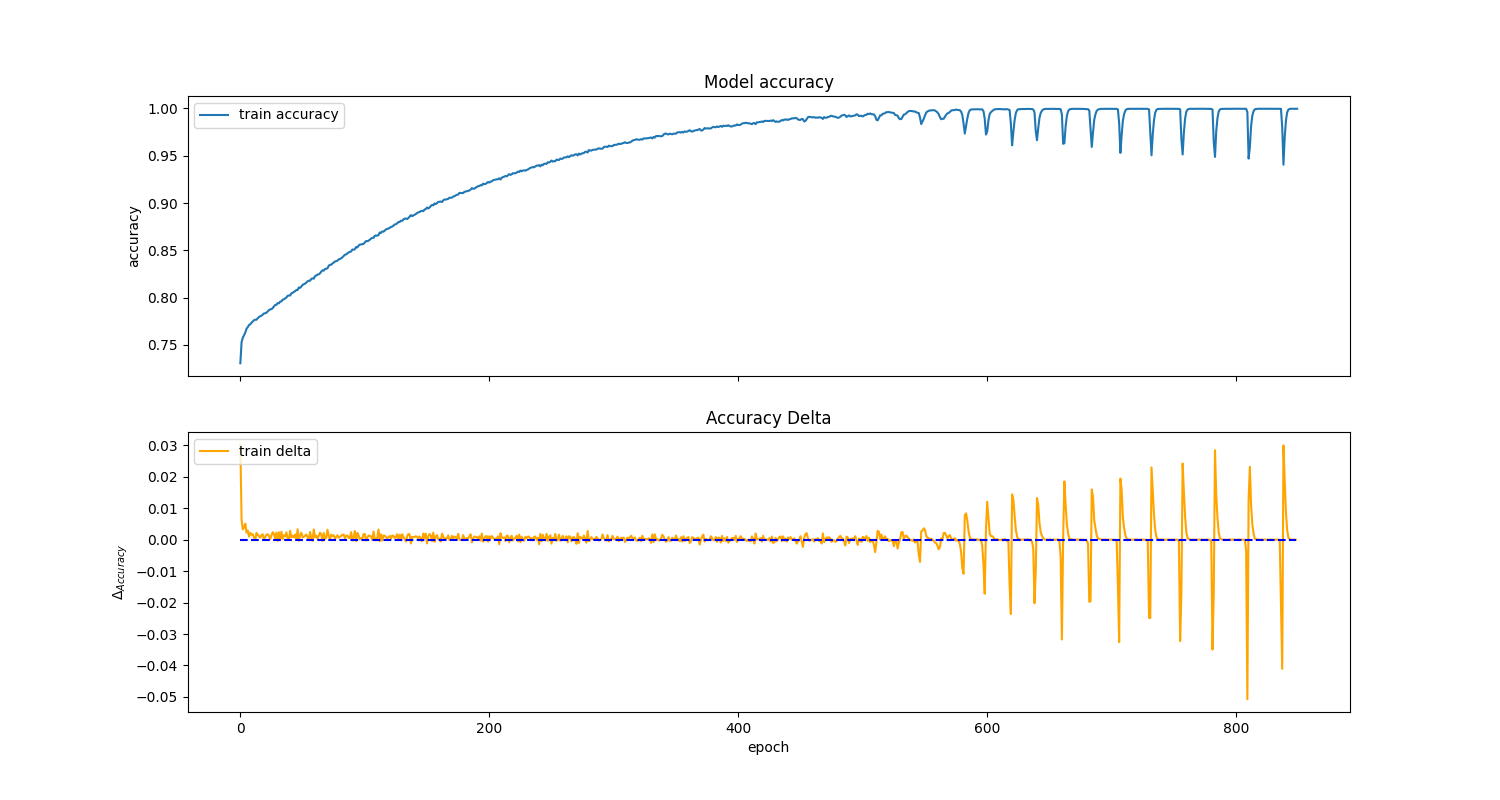 Model accuracy
train accuracy
1.00
0.95
0.90
0.85
0.80
0.75
accuracy
Accuracy Delta
train delta
0.03
0.02
0.01
0.00
−0.01
−0.02
−0.03
−0.04
−0.05
Δ_Accuracy
0 200 400 600 800
epoch